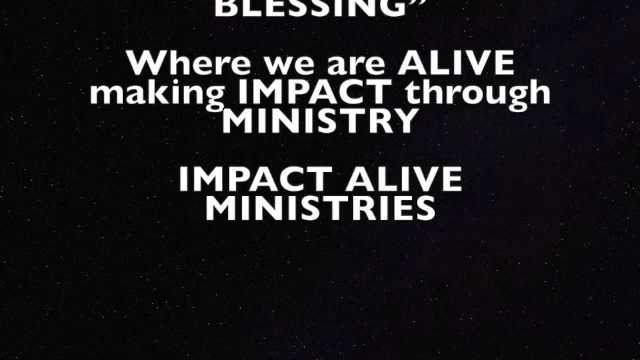 BLESSING”
Where we are ALIVE
making IMPACT through
MINISTRY
IMPACT ALIVE
MINISTRIES